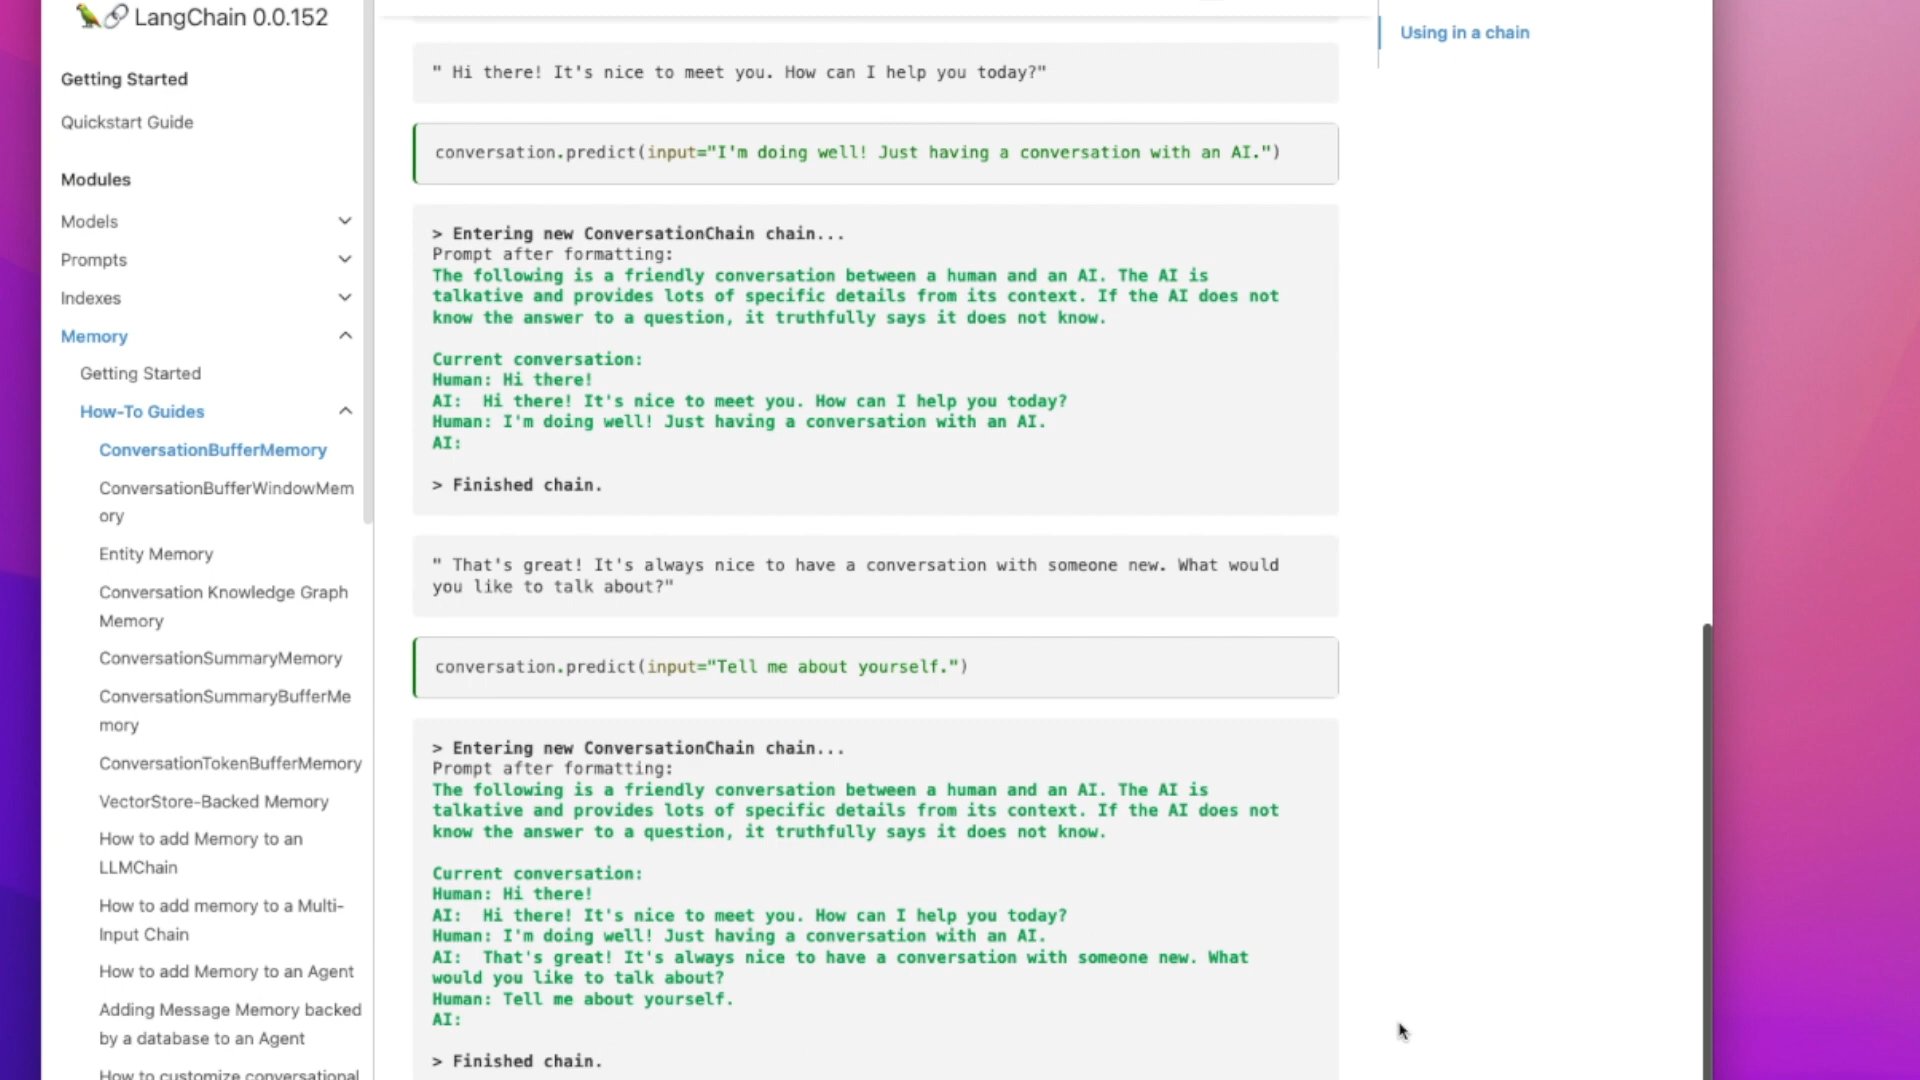 LangChain 0.0.152
Getting Started
Quickstart Guide
Modules
Models
Prompts
Indexes
Memory
Getting Started
How-To Guides
ConversationBufferMemory
ConversationBufferWindowMem
ory
Entity Memory
Conversation Knowledge Graph
Memory
ConversationSummaryMemory
ConversationSummaryBufferMe
mory
ConversationTokenBufferMemory
VectorStore-Backed Memory
How to add Memory to an
LLMChain
How to add memory to a Multi-
Input Chain
How to add Memory to an Agent
Adding Message Memory backed
by a database to an Agent
How to customize conversational
" Hi there! It's nice to meet you. How can I help you today?"
conversation.predict(input="I'm doing well! Just having a conversation with an AI.")
> Entering new ConversationChain chain...
Prompt after formatting:
The following is a friendly conversation between a human and an AI. The AI is
talkative and provides lots of specific details from its context. If the AI does not
know the answer to a question, it truthfully says it does not know.
Current conversation:
Human: Hi there!
AI:  Hi there! It's nice to meet you. How can I help you today?
Human: I'm doing well! Just having a conversation with an AI.
AI:
> Finished chain.
" That's great! It's always nice to have a conversation with someone new. What would
you like to talk about?"
conversation.predict(input="Tell me about yourself.")
> Entering new ConversationChain chain...
Prompt after formatting:
The following is a friendly conversation between a human and an AI. The AI is
talkative and provides lots of specific details from its context. If the AI does not
know the answer to a question, it truthfully says it does not know.
Current conversation:
Human: Hi there!
AI:  Hi there! It's nice to meet you. How can I help you today?
Human: I'm doing well! Just having a conversation with an AI.
AI:  That's great! It's always nice to have a conversation with someone new. What
would you like to talk about?
Human: Tell me about yourself.
AI:
> Finished chain.
Using in a chain